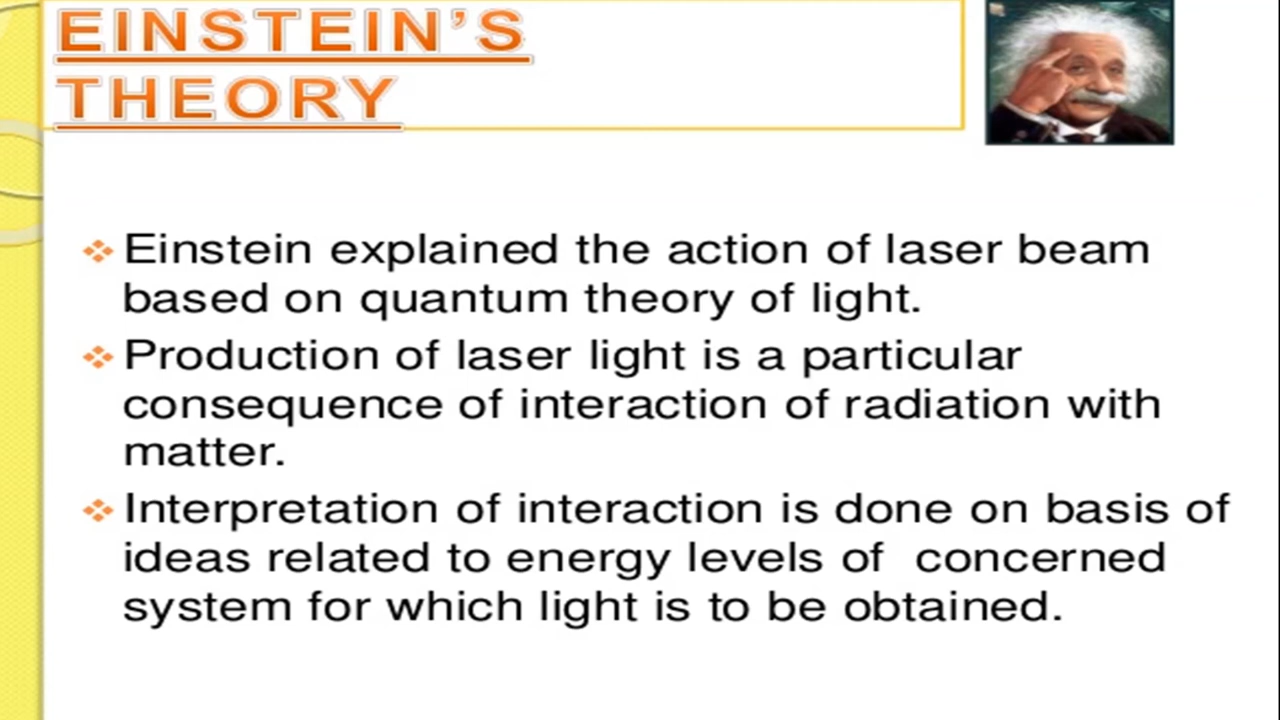 EINSTEIN’S
THEORY
Einstein explained the action of laser beam
based on quantum theory of light.
Production of laser light is a particular
consequence of interaction of radiation with
matter.
Interpretation of interaction is done on basis of
ideas related to energy levels of concerned
system for which light is to be obtained.